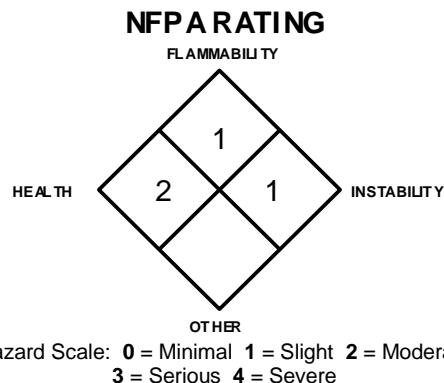 NFPA RATING
FLAMMABILITY
1
HEALTH 2 1 INSTABILITY
OTHER
azard Scale: 0 = Minimal 1 = Slight 2 = Modera
3 = Serious 4 = Severe